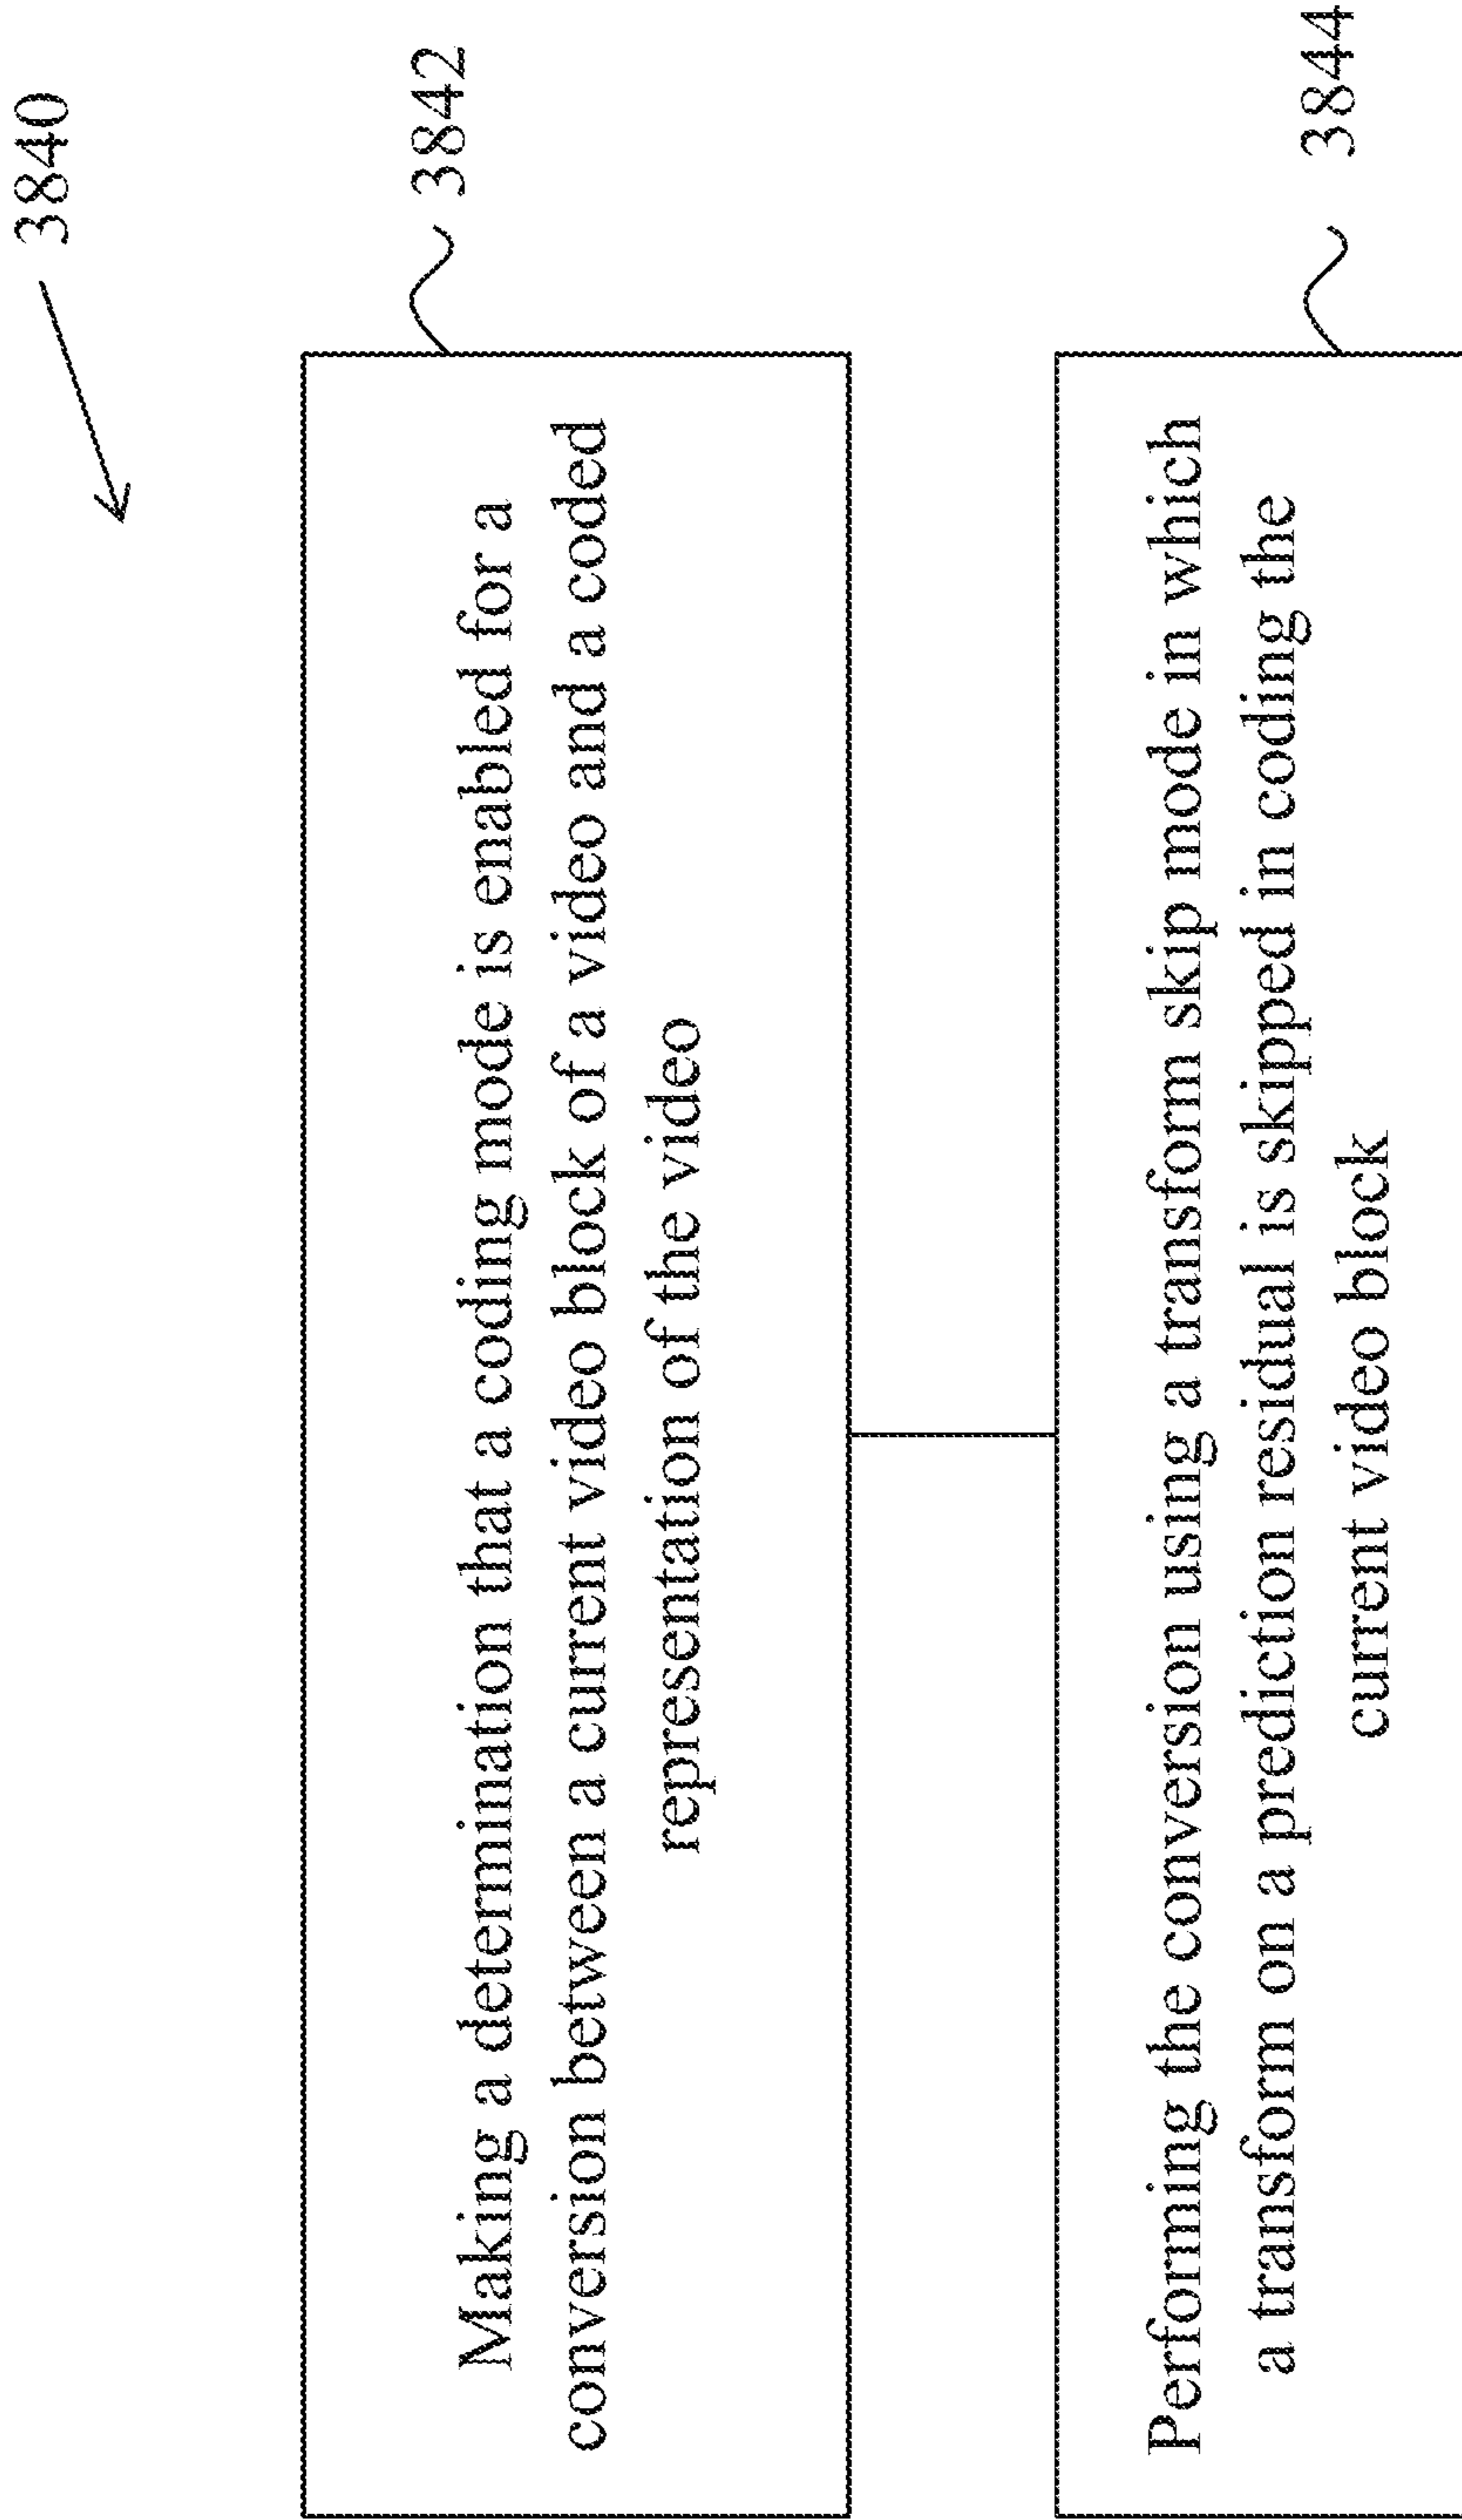 3840
3842
Making a determination that a coding mode is enabled for a
conversion between a current video block of a video and a coded
representation of the video
3844
Performing the conversion using a transform skip mode in which
a transform on a prediction residual is skipped in coding the
current video block